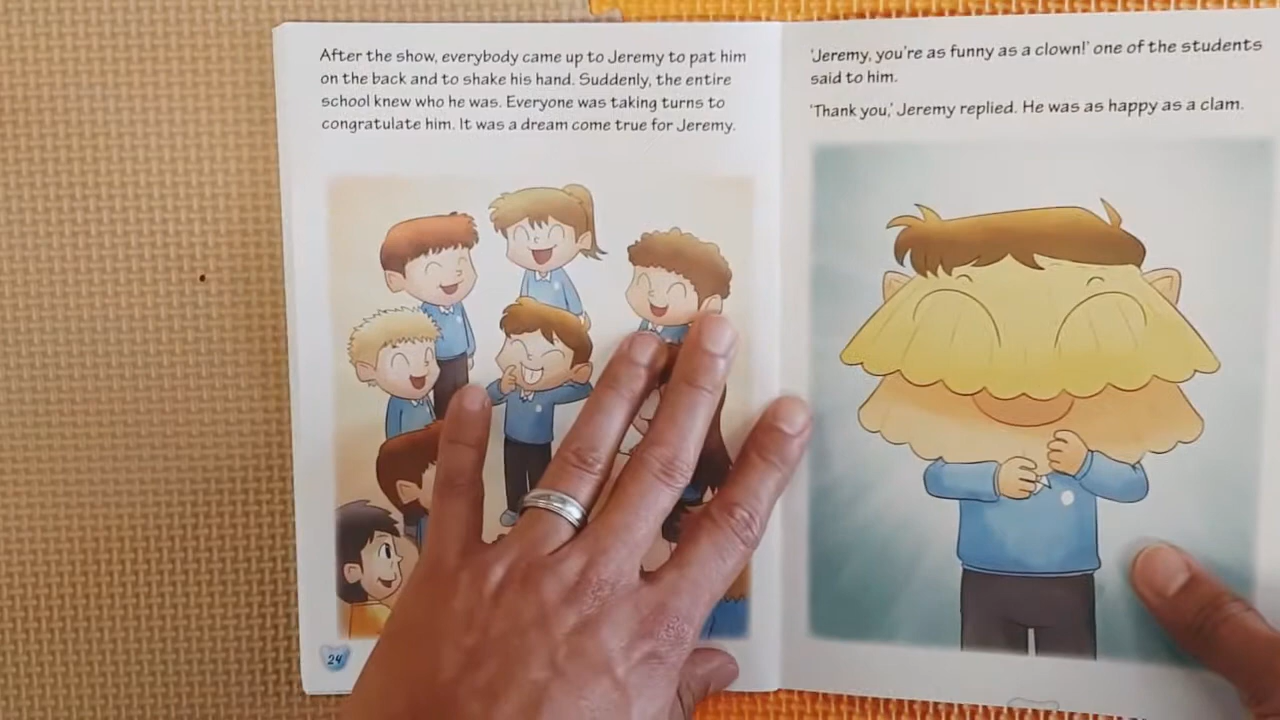 After the show, everybody came up to Jeremy to pat him
on the back and to shake his hand. Suddenly, the entire
school knew who he was. Everyone was taking turns to
congratulate him. It was a dream come true for Jeremy.
24
'Jeremy, you're as funny as a clown!' one of the students
said to him.
'Thank you,' Jeremy replied. He was as happy as a clam.